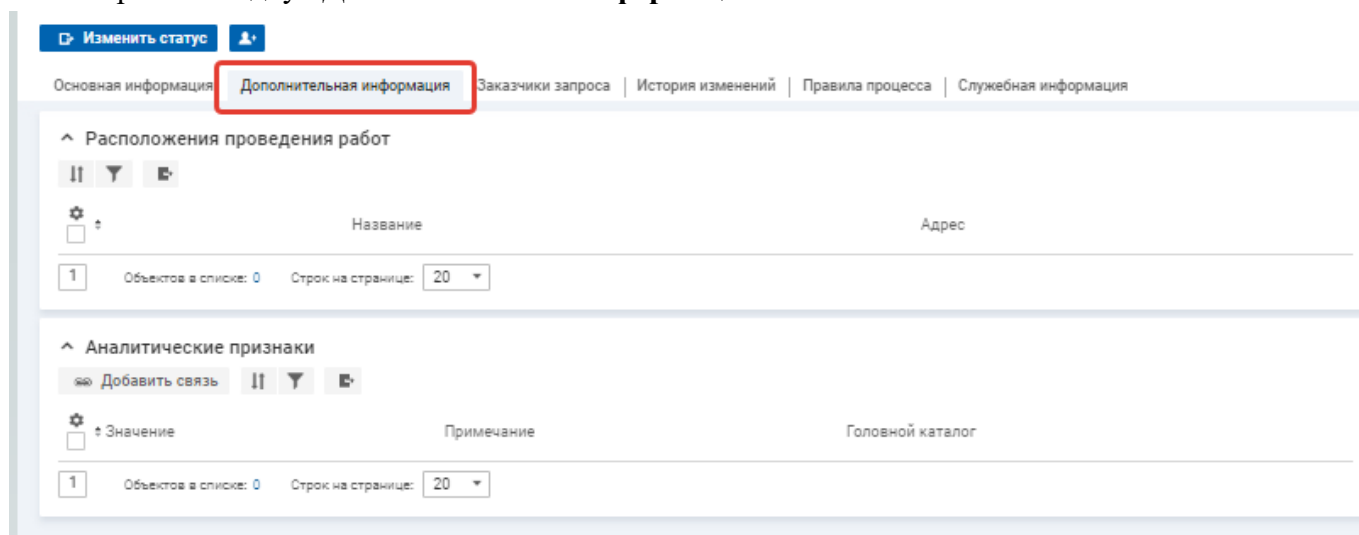 Изменить статус
Основная информация Дополнительная информация Заказчики запроса | История изменений | Правила процесса | Служебная информация
Расположения проведения работ
Название Адрес
1 Объектов в списке: 0 Строк на странице: 20
Аналитические признаки
Добавить связь
Значение Примечание Головной каталог
1 Объектов в списке: 0 Строк на странице: 20